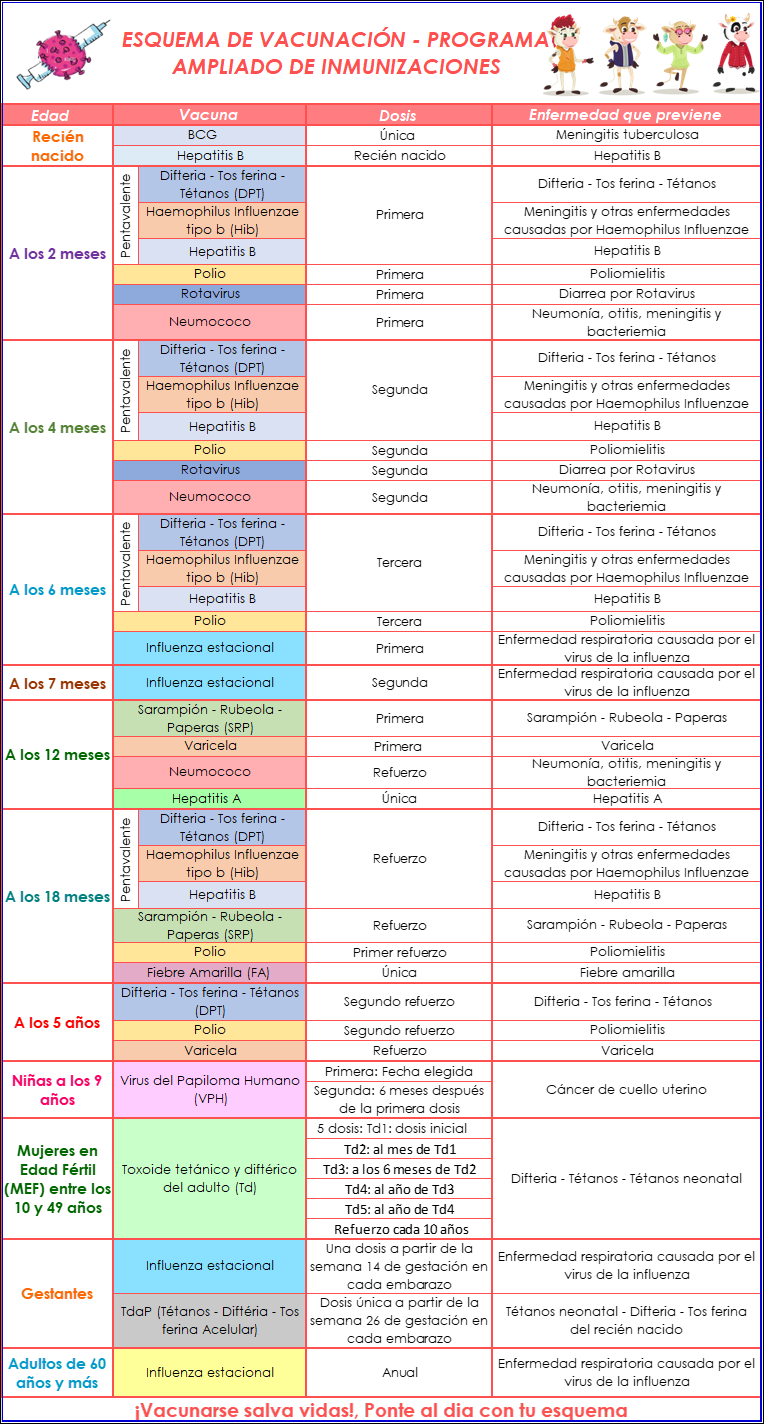 ESQUEMA DE VACUNACIÓN - PROGRAMA
AMPLIADO DE INMUNIZACIONES
Edad
Vacuna
Dosis
Enfermedad que previene
Recién
nacido
BCG
Única
Meningitis tuberculosa
Hepatitis B
Recién nacido
Hepatitis B
A los 2 meses
Pentavalente
Difteria - Tos ferina -
Tétanos (DPT)
Primera
Difteria - Tos ferina - Tétanos
Haemophilus Influenzae
tipo b (Hib)
Meningitis y otras enfermedades
causadas por Haemophilus Influenzae
Hepatitis B
Hepatitis B
Polio
Primera
Poliomielitis
Rotavirus
Primera
Diarrea por Rotavirus
Neumococo
Primera
Neumonía, otitis, meningitis y
bacteriemia
A los 4 meses
Pentavalente
Difteria - Tos ferina -
Tétanos (DPT)
Segunda
Difteria - Tos ferina - Tétanos
Haemophilus Influenzae
tipo b (Hib)
Meningitis y otras enfermedades
causadas por Haemophilus Influenzae
Hepatitis B
Hepatitis B
Polio
Segunda
Poliomielitis
Rotavirus
Segunda
Diarrea por Rotavirus
Neumococo
Segunda
Neumonía, otitis, meningitis y
bacteriemia
A los 6 meses
Pentavalente
Difteria - Tos ferina -
Tétanos (DPT)
Tercera
Difteria - Tos ferina - Tétanos
Haemophilus Influenzae
tipo b (Hib)
Meningitis y otras enfermedades
causadas por Haemophilus Influenzae
Hepatitis B
Hepatitis B
Polio
Tercera
Poliomielitis
Influenza estacional
Primera
Enfermedad respiratoria causada por el
virus de la influenza
A los 7 meses
Influenza estacional
Segunda
Enfermedad respiratoria causada por el
virus de la influenza
A los 12 meses
Sarampión - Rubeola -
Paperas (SRP)
Primera
Sarampión - Rubeola - Paperas
Varicela
Primera
Varicela
Neumococo
Refuerzo
Neumonía, otitis, meningitis y
bacteriemia
Hepatitis A
Única
Hepatitis A
A los 18 meses
Pentavalente
Difteria - Tos ferina -
Tétanos (DPT)
Refuerzo
Difteria - Tos ferina - Tétanos
Haemophilus Influenzae
tipo b (Hib)
Meningitis y otras enfermedades
causadas por Haemophilus Influenzae
Hepatitis B
Hepatitis B
Sarampión - Rubeola -
Paperas (SRP)
Refuerzo
Sarampión - Rubeola - Paperas
Polio
Primer refuerzo
Poliomielitis
Fiebre Amarilla (FA)
Única
Fiebre amarilla
A los 5 años
Difteria - Tos ferina - Tétanos
(DPT)
Segundo refuerzo
Difteria - Tos ferina - Tétanos
Polio
Segundo refuerzo
Poliomielitis
Varicela
Refuerzo
Varicela
Niñas a los 9
años
Virus del Papiloma Humano
(VPH)
Primera: Fecha elegida
Segunda: 6 meses después
de la primera dosis
Cáncer de cuello uterino
Mujeres en
Edad Fértil
(MEF) entre los
10 y 49 años
Toxoide tetánico y diftérico
del adulto (Td)
5 dosis: Td1: dosis inicial
Td2: al mes de Td1
Td3: a los 6 meses de Td2
Td4: al año de Td3
Td5: al año de Td4
Refuerzo cada 10 años
Difteria - Tétanos - Tétanos neonatal
Gestantes
Influenza estacional
Una dosis a partir de la
semana 14 de gestación en
cada embarazo
Enfermedad respiratoria causada por el
virus de la influenza
TdaP (Tétanos - Diftéria - Tos
ferina Acelular)
Dosis única a partir de la
semana 26 de gestación en
cada embarazo
Tétanos neonatal - Difteria - Tos ferina
del recién nacido
Adultos de 60
años y más
Influenza estacional
Anual
Enfermedad respiratoria causada por el
virus de la influenza
¡Vacunarse salva vidas!, Ponte al dia con tu esquema